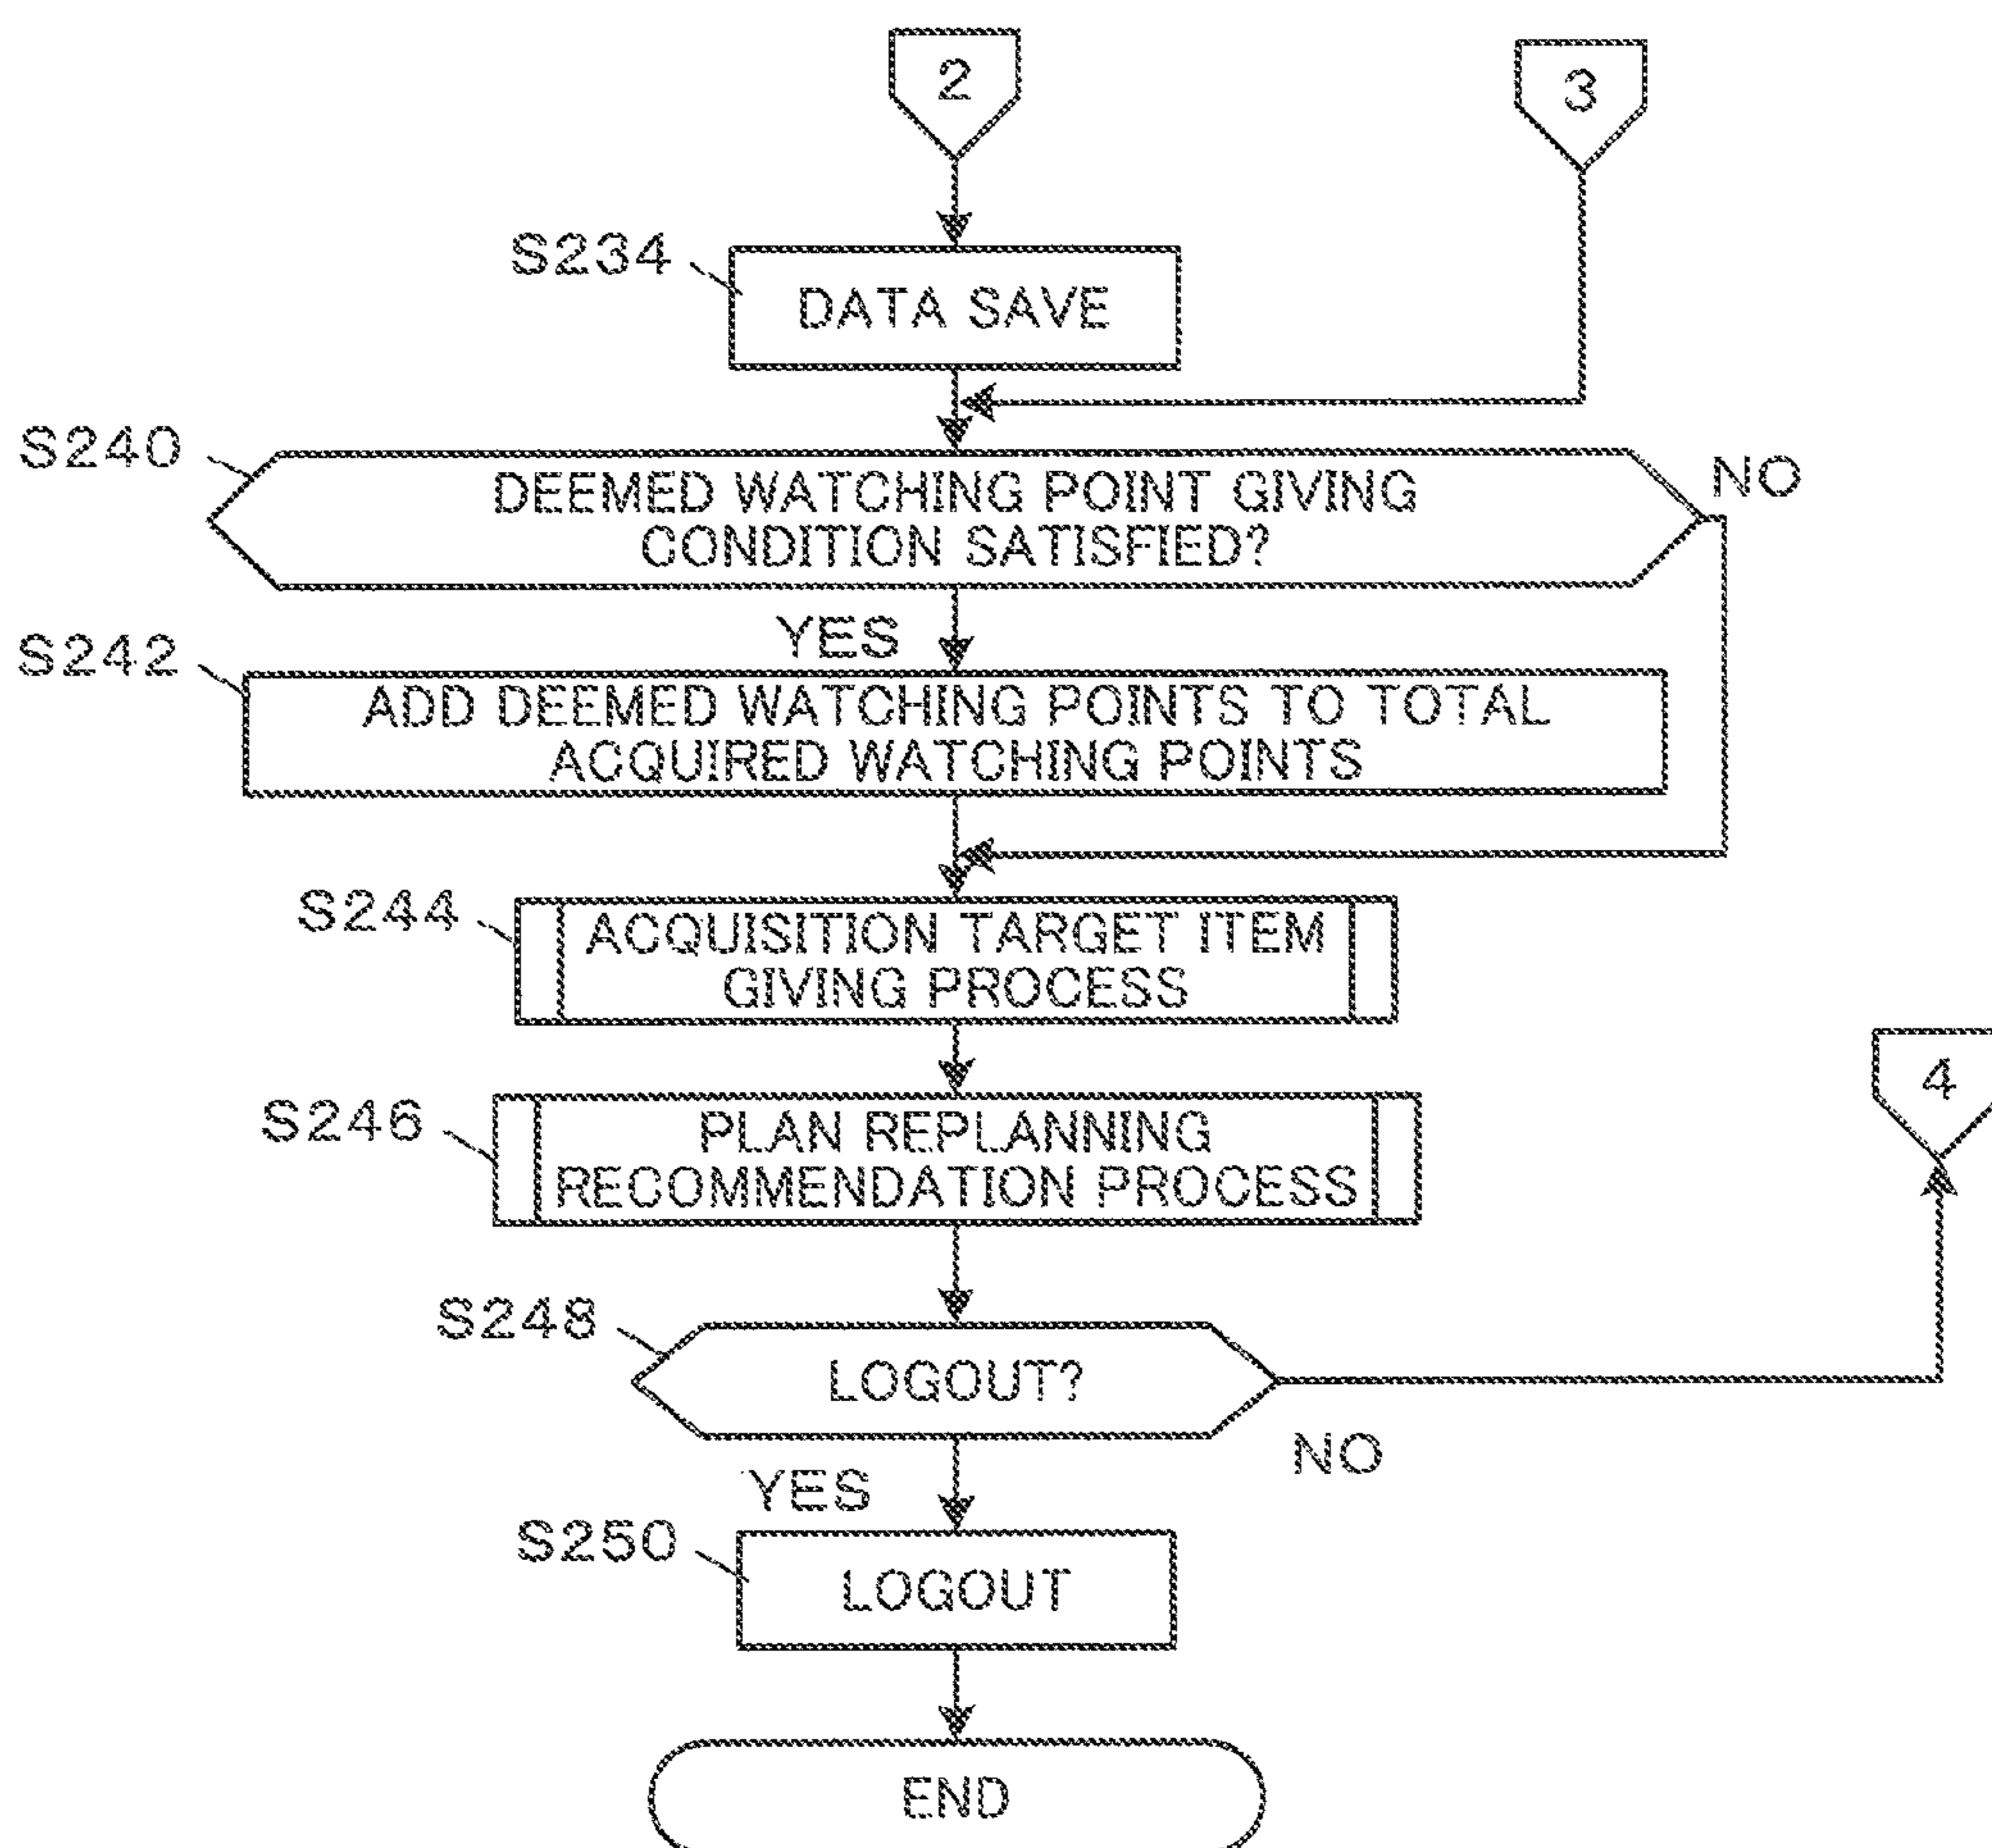 2
3
S234
DATA SAVE
S240
DEEMED WATCHING POINT GIVING
CONDITION SATISFIED?
NO
YES
S242
ADD DEEMED WATCHING POINTS TO TOTAL
ACQUIRED WATCHING POINTS
S244
ACQUISITION TARGET ITEM
GIVING PROCESS
4
S246
PLAN REPLANNING
RECOMMENDATION PROCESS
S248
LOGOUT?
NO
YES
S250
LOGOUT
END